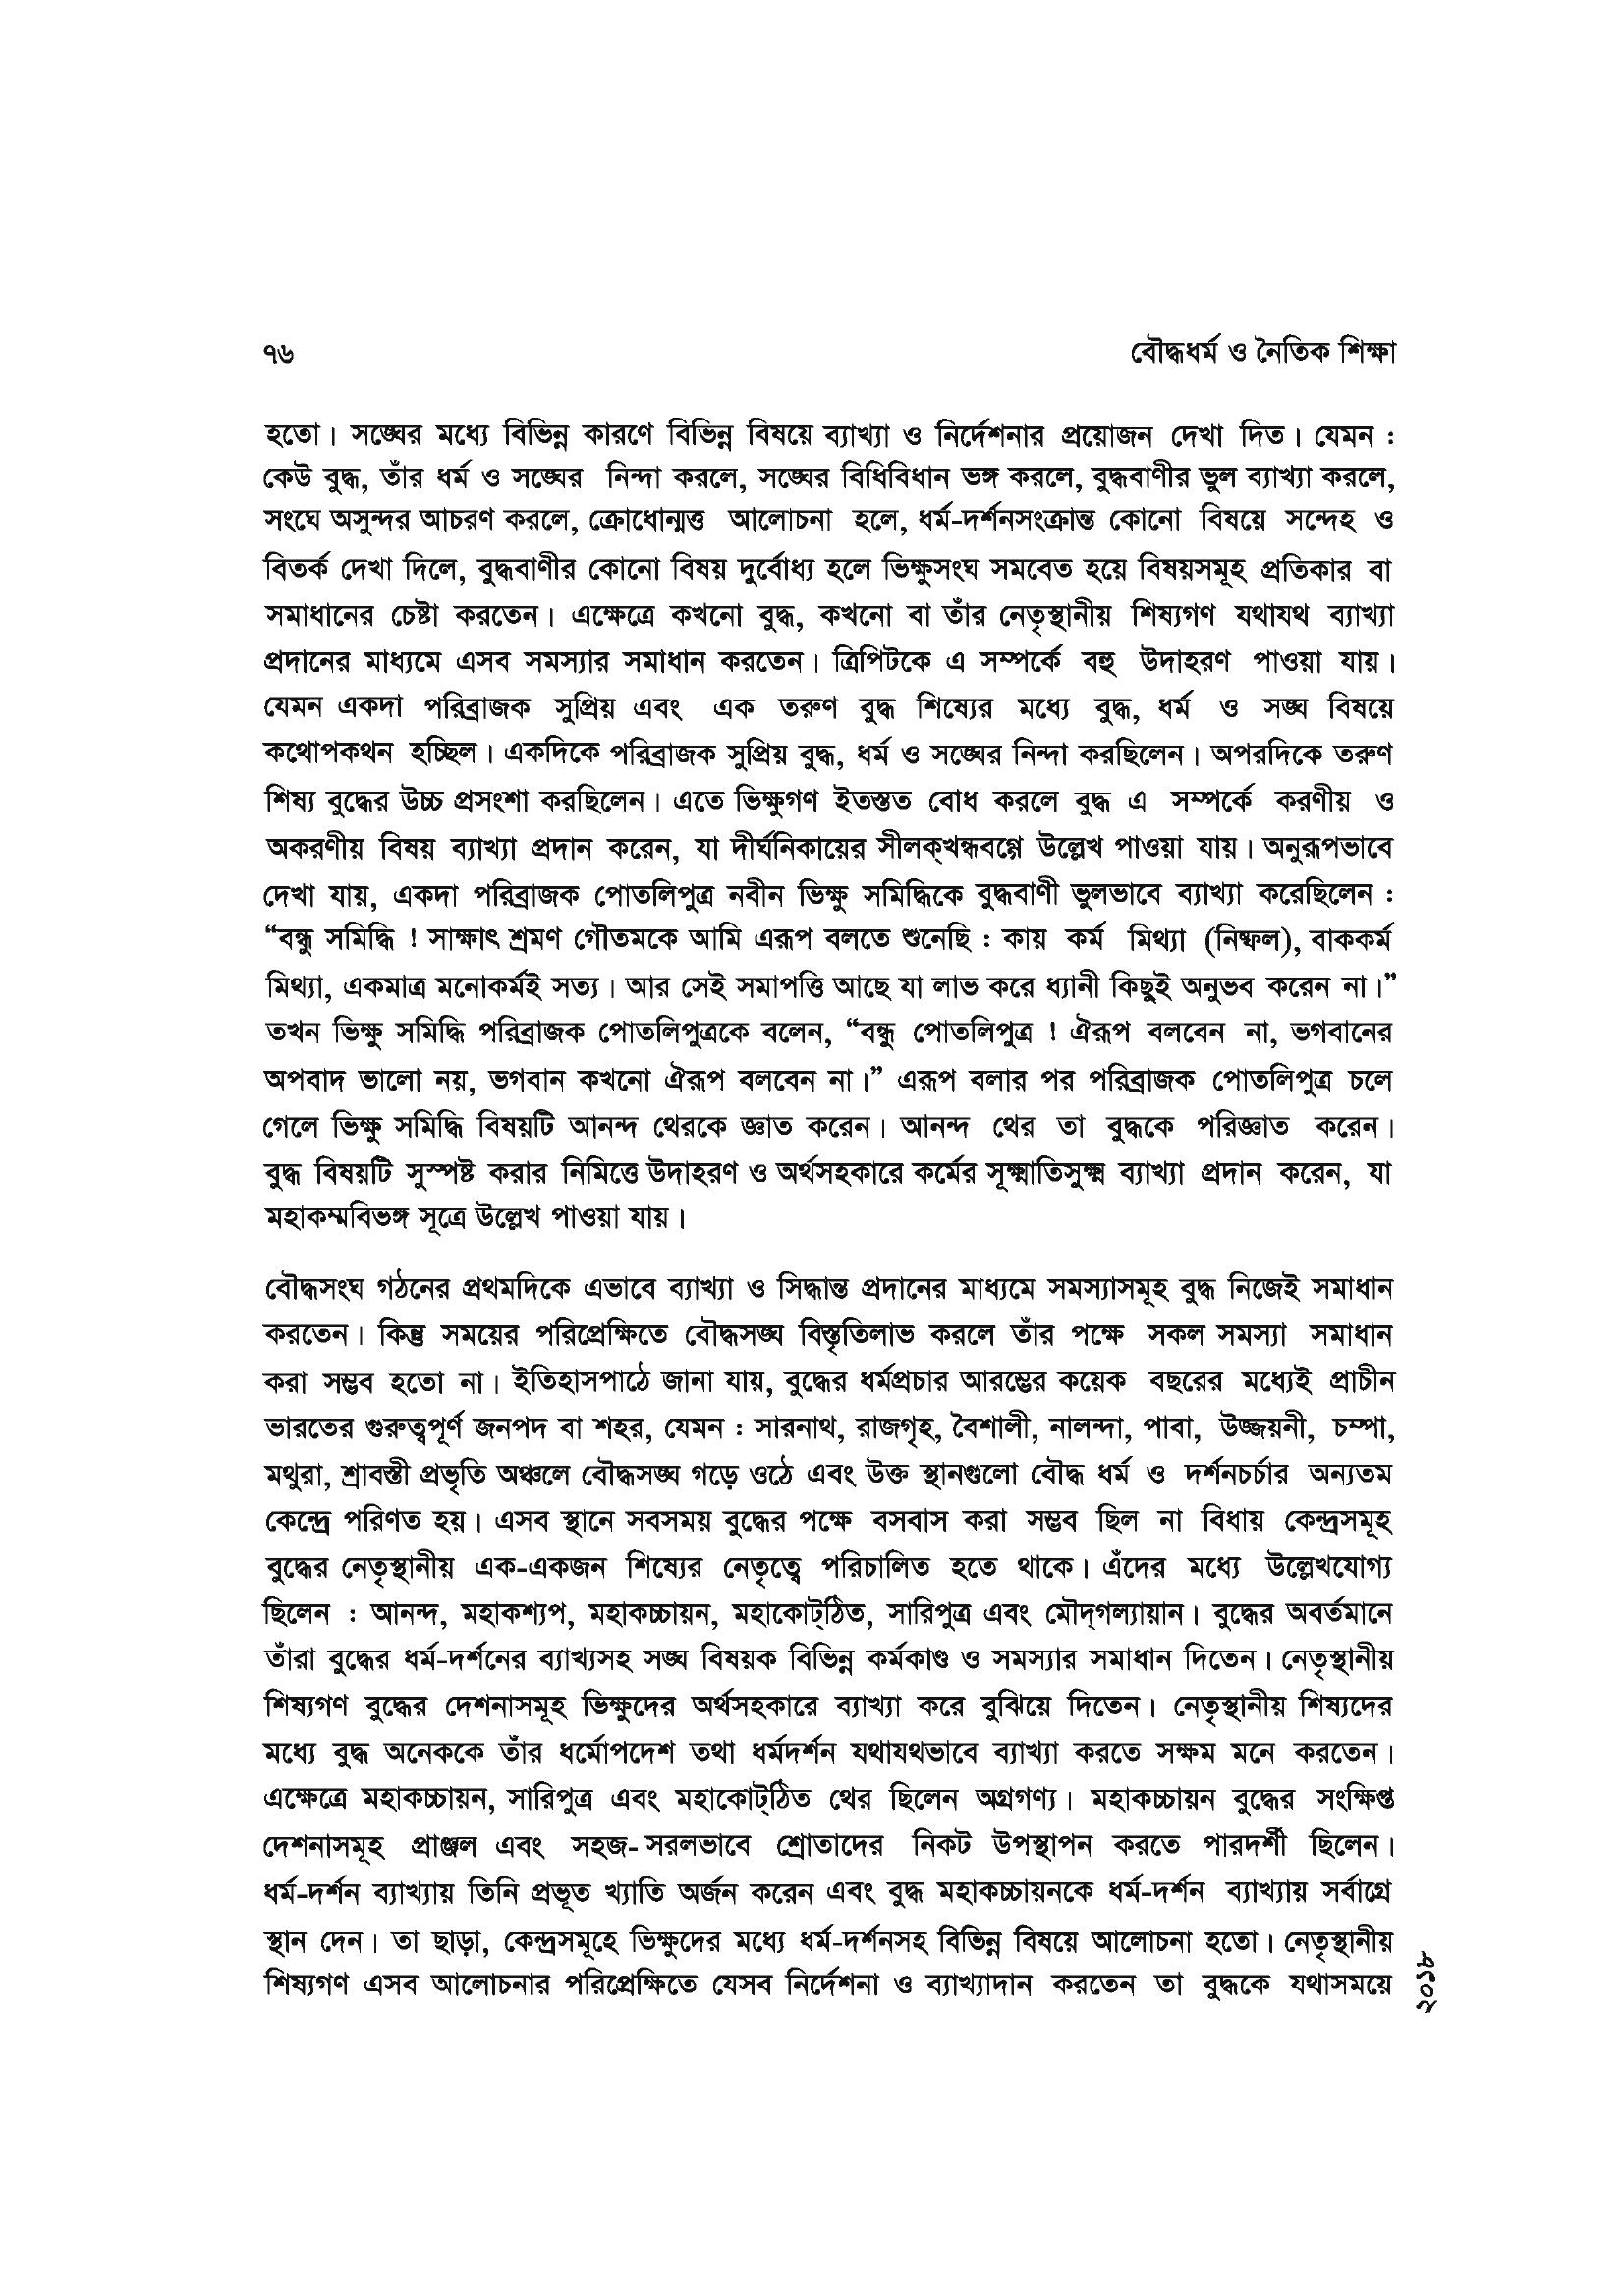 ৭৬ বৌদ্ধধর্ম ও নৈতিক শিক্ষা
হতো। সঙ্ঘের মধ্যে বিভিন্ন কারণে বিভিন্ন বিষয়ে ব্যাখ্যা ও নির্দেশনার প্রয়োজন দেখা দিত। যেমন :
কেউ বুদ্ধ, তাঁর ধর্ম ও সঙ্ঘের নিন্দা করলে, সঙ্ঘের বিধিবিধান ভঙ্গ করলে, বুদ্ধবাণীর ভুল ব্যাখ্যা করলে,
সংঘে অসুন্দর আচরণ করলে, ক্রোধোন্মত্ত আলোচনা হলে, ধর্ম-দর্শনসংক্রান্ত কোনো বিষয়ে সন্দেহ ও
বিতর্ক দেখা দিলে, বুদ্ধবাণীর কোনো বিষয় দুর্বোধ্য হলে ভিক্ষুসংঘ সমবেত হয়ে বিষয়সমূহ প্রতিকার বা
সমাধানের চেষ্টা করতেন। এক্ষেত্রে কখনো বুদ্ধ, কখনো বা তাঁর নেতৃস্থানীয় শিষ্যগণ যথাযথ ব্যাখ্যা
প্রদানের মাধ্যমে এসব সমস্যার সমাধান করতেন। ত্রিপিটকে এ সম্পর্কে বহু উদাহরণ পাওয়া যায়।
যেমন একদা পরিব্রাজক সুপ্রিয় এবং এক তরুণ বুদ্ধ শিষ্যের মধ্যে বুদ্ধ, ধর্ম ও সঙ্ঘ বিষয়ে
কথোপকথন হচ্ছিল। একদিকে পরিব্রাজক সুপ্রিয় বুদ্ধ, ধর্ম ও সঙ্ঘের নিন্দা করছিলেন। অপরদিকে তরুণ
শিষ্য বুদ্ধের উচ্চ প্রসংশা করছিলেন। এতে ভিক্ষুগণ ইতস্তত বোধ করলে বুদ্ধ এ সম্পর্কে করণীয় ও
অকরণীয় বিষয় ব্যাখ্যা প্রদান করেন, যা দীর্ঘনিকায়ের সীলক্খন্ধবগ্গে উল্লেখ পাওয়া যায়। অনুরূপভাবে
দেখা যায়, একদা পরিব্রাজক পোতলিপুত্র নবীন ভিক্ষু সমিদ্ধিকে বুদ্ধবাণী ভুলভাবে ব্যাখ্যা করেছিলেন :
“বন্ধু সমিদ্ধি ! সাক্ষাৎ শ্রমণ গৌতমকে আমি এরূপ বলতে শুনেছি : কায় কর্ম মিথ্যা (নিষ্ফল), বাককর্ম
মিথ্যা, একমাত্র মনোকর্মই সত্য। আর সেই সমাপত্তি আছে যা লাভ করে ধ্যানী কিছুই অনুভব করেন না।”
তখন ভিক্ষু সমিদ্ধি পরিব্রাজক পোতলিপুত্রকে বলেন, “বন্ধু পোতলিপুত্র ! ঐরূপ বলবেন না, ভগবানের
অপবাদ ভালো নয়, ভগবান কখনো ঐরূপ বলবেন না।” এরূপ বলার পর পরিব্রাজক পোতলিপুত্র চলে
গেলে ভিক্ষু সমিদ্ধি বিষয়টি আনন্দ থেরকে জ্ঞাত করেন। আনন্দ থের তা বুদ্ধকে পরিজ্ঞাত করেন।
বুদ্ধ বিষয়টি সুস্পষ্ট করার নিমিত্তে উদাহরণ ও অর্থসহকারে কর্মের সূক্ষ্মাতিসুক্ষ্ম ব্যাখ্যা প্রদান করেন, যা
মহাকম্মবিভঙ্গ সূত্রে উল্লেখ পাওয়া যায়।
বৌদ্ধসংঘ গঠনের প্রথমদিকে এভাবে ব্যাখ্যা ও সিদ্ধান্ত প্রদানের মাধ্যমে সমস্যাসমূহ বুদ্ধ নিজেই সমাধান
করতেন। কিন্তু সময়ের পরিপ্রেক্ষিতে বৌদ্ধসঙ্ঘ বিস্তৃতিলাভ করলে তাঁর পক্ষে সকল সমস্যা সমাধান
করা সম্ভব হতো না। ইতিহাসপাঠে জানা যায়, বুদ্ধের ধর্মপ্রচার আরম্ভের কয়েক বছরের মধ্যেই প্রাচীন
ভারতের গুরুত্বপূর্ণ জনপদ বা শহর, যেমন : সারনাথ, রাজগৃহ, বৈশালী, নালন্দা, পাবা, উজ্জয়নী, চম্পা,
মথুরা, শ্রাবস্তী প্রভৃতি অঞ্চলে বৌদ্ধসঙ্ঘ গড়ে ওঠে এবং উক্ত স্থানগুলো বৌদ্ধ ধর্ম ও দর্শনচর্চার অন্যতম
কেন্দ্রে পরিণত হয়। এসব স্থানে সবসময় বুদ্ধের পক্ষে বসবাস করা সম্ভব ছিল না বিধায় কেন্দ্রসমূহ
বুদ্ধের নেতৃস্থানীয় এক-একজন শিষ্যের নেতৃত্বে পরিচালিত হতে থাকে। এঁদের মধ্যে উল্লেখযোগ্য
ছিলেন : আনন্দ, মহাকশ্যপ, মহাকচ্চায়ন, মহাকোট্ঠিত, সারিপুত্র এবং মৌদ্গল্যায়ান। বুদ্ধের অবর্তমানে
তাঁরা বুদ্ধের ধর্ম-দর্শনের ব্যাখ্যসহ সঙ্ঘ বিষয়ক বিভিন্ন কর্মকাণ্ড ও সমস্যার সমাধান দিতেন। নেতৃস্থানীয়
শিষ্যগণ বুদ্ধের দেশনাসমূহ ভিক্ষুদের অর্থসহকারে ব্যাখ্যা করে বুঝিয়ে দিতেন। নেতৃস্থানীয় শিষ্যদের
মধ্যে বুদ্ধ অনেককে তাঁর ধর্মোপদেশ তথা ধর্মদর্শন যথাযথভাবে ব্যাখ্যা করতে সক্ষম মনে করতেন।
এক্ষেত্রে মহাকচ্চায়ন, সারিপুত্র এবং মহাকোট্ঠিত থের ছিলেন অগ্রগণ্য। মহাকচ্চায়ন বুদ্ধের সংক্ষিপ্ত
দেশনাসমূহ প্রাঞ্জল এবং সহজ- সরলভাবে শ্রোতাদের নিকট উপস্থাপন করতে পারদর্শী ছিলেন।
ধর্ম-দর্শন ব্যাখ্যায় তিনি প্রভূত খ্যাতি অর্জন করেন এবং বুদ্ধ মহাকচ্চায়নকে ধর্ম-দর্শন ব্যাখ্যায় সর্বাগ্রে
স্থান দেন। তা ছাড়া, কেন্দ্রসমূহে ভিক্ষুদের মধ্যে ধর্ম-দর্শনসহ বিভিন্ন বিষয়ে আলোচনা হতো। নেতৃস্থানীয়
শিষ্যগণ এসব আলোচনার পরিপ্রেক্ষিতে যেসব নির্দেশনা ও ব্যাখ্যাদান করতেন তা বুদ্ধকে যথাসময়ে
২০১৮